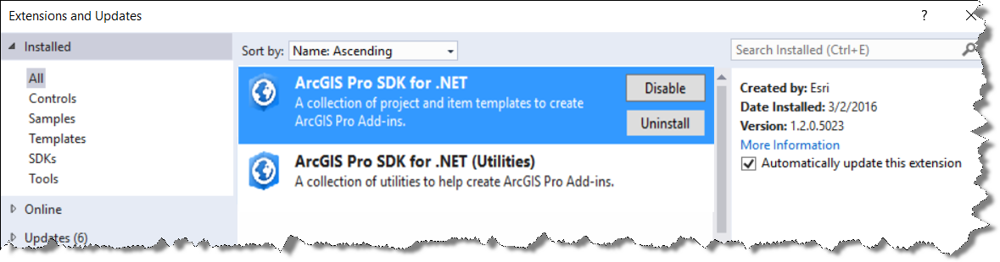 Extensions and Updates
?
Installed
All
Controls
Samples
Templates
SDKs
Tools
Online
Updates (6)
Sort by: Name: Ascending
ArcGIS Pro SDK for .NET
A collection of project and item templates to create
ArcGIS Pro Add-ins.
Disable
Uninstall
ArcGIS Pro SDK for .NET (Utilities)
A collection of utilities to help create ArcGIS Pro Add-ins.
Search Installed (Ctrl+E)
Created by: Esri
Date Installed: 3/2/2016
Version: 1.2.0.5023
More Information
Automatically update this extension